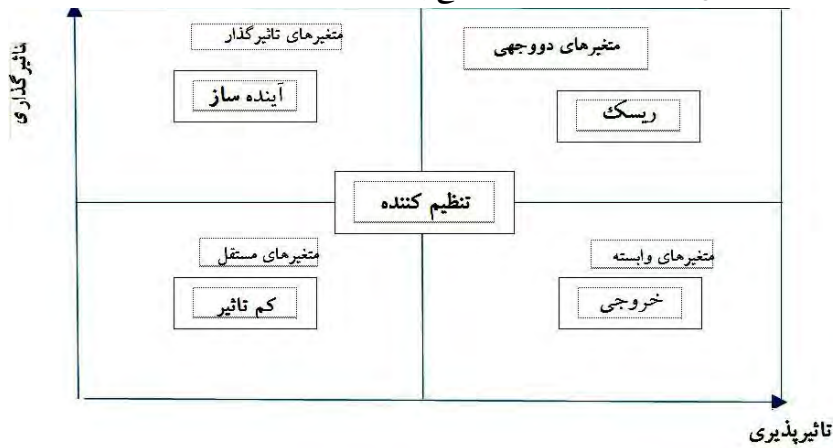 تاثیرگذاری
متغیرهای تاثیرگذار
آینده ساز
متغیرهای دووجهی
ریسک
تنظیم کننده
متغیرهای مستقل
کم تاثیر
متغیرهای وابسته
خروجی
تاثیرپذیری